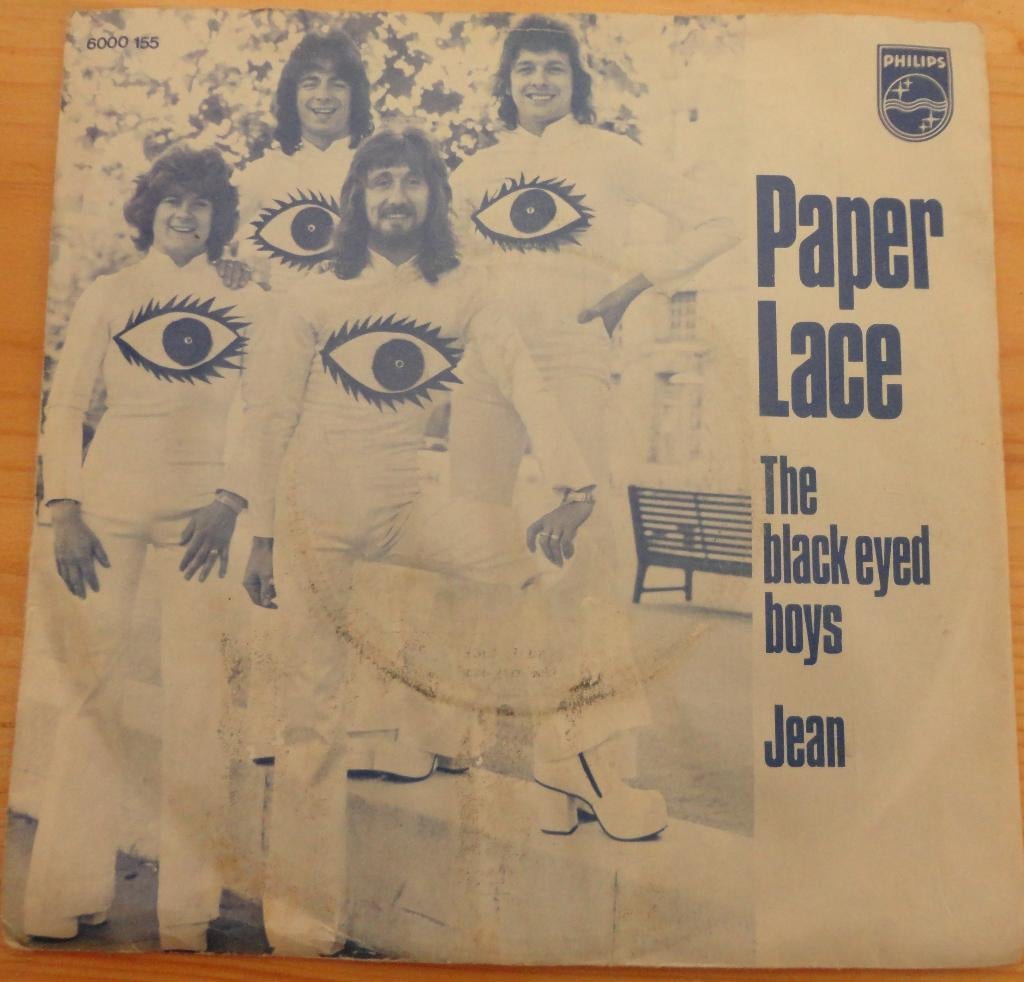 6000 155
PHILIPS
Paper
Lace
The
black eyed
boys
Jean